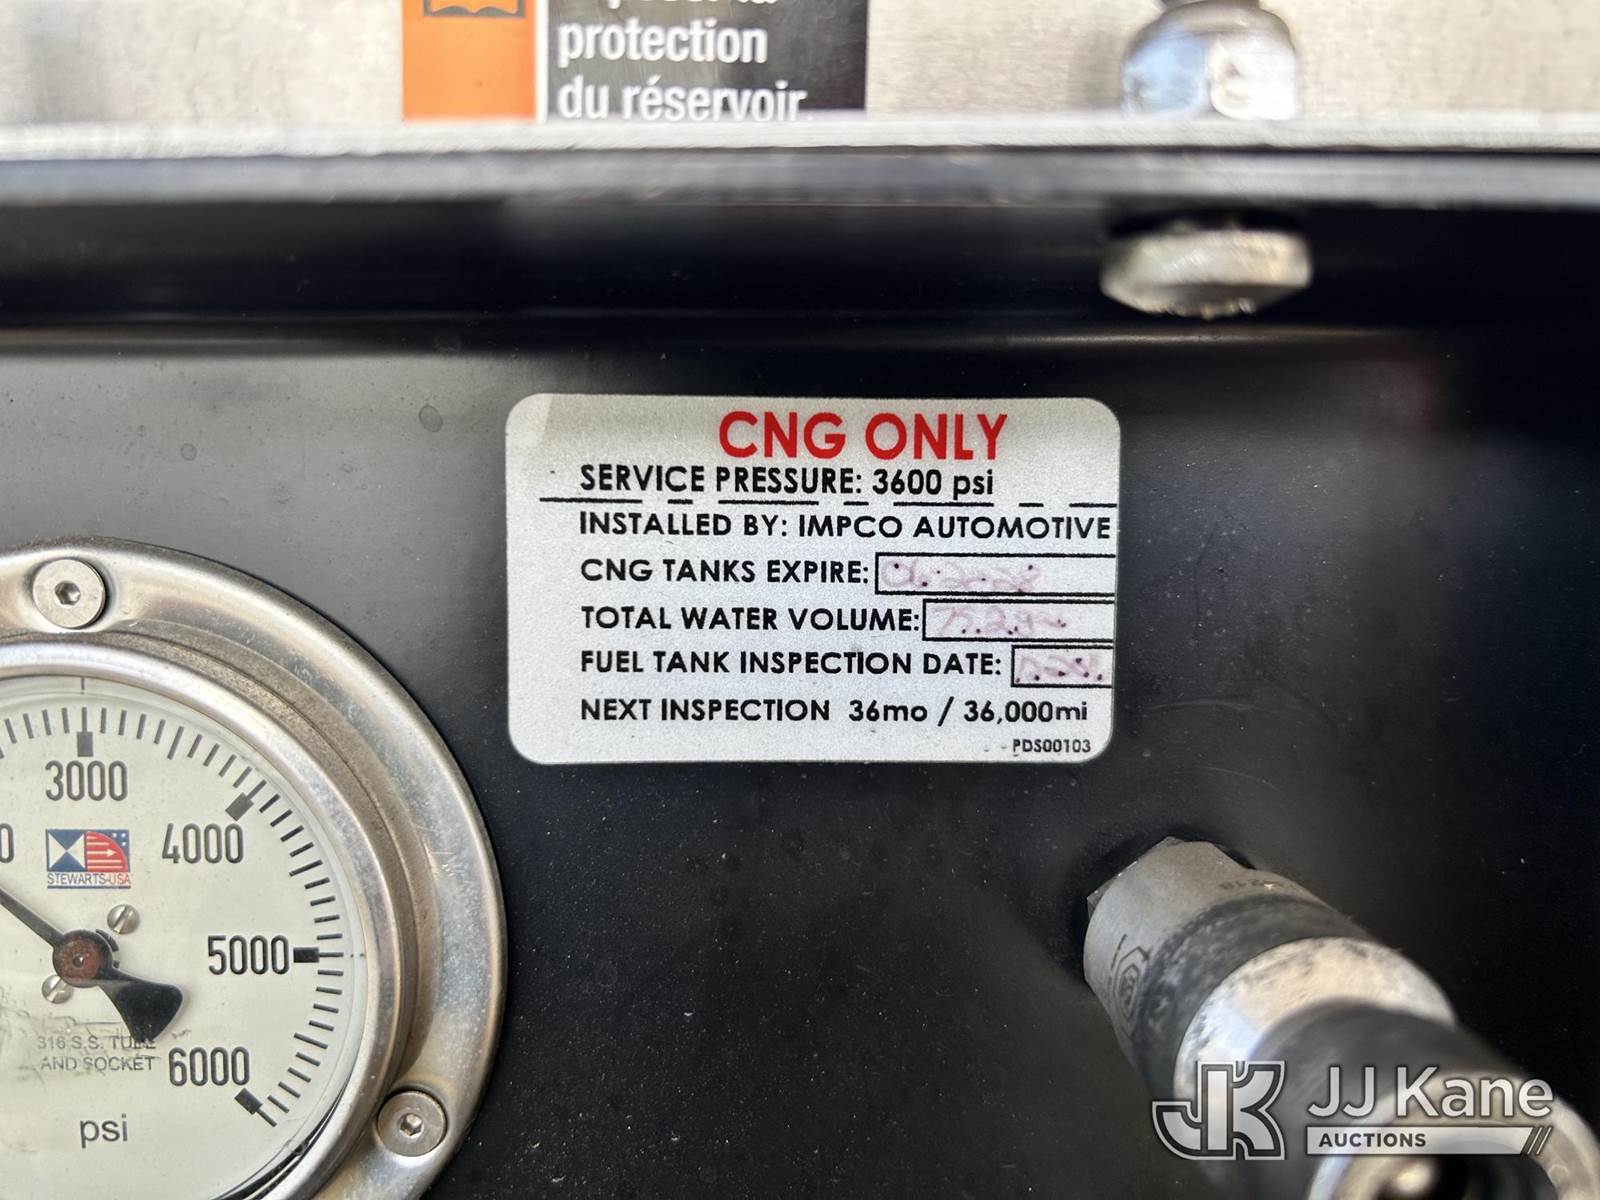 protection
du réservoir.
CNG ONLY
SERVICE PRESSURE: 3600 psi
INSTALLED BY: IMPCO AUTOMOTIVE
CNG TANKS EXPIRE:
TOTAL WATER VOLUME:
FUEL TANK INSPECTION DATE:
NEXT INSPECTION 36mo / 36,000mi
PDS00103
3000
4000
STEWARTS-USA
5000
316 S.S. TUBE
AND SOCKET
6000
psi
JJ Kane
AUCTIONS